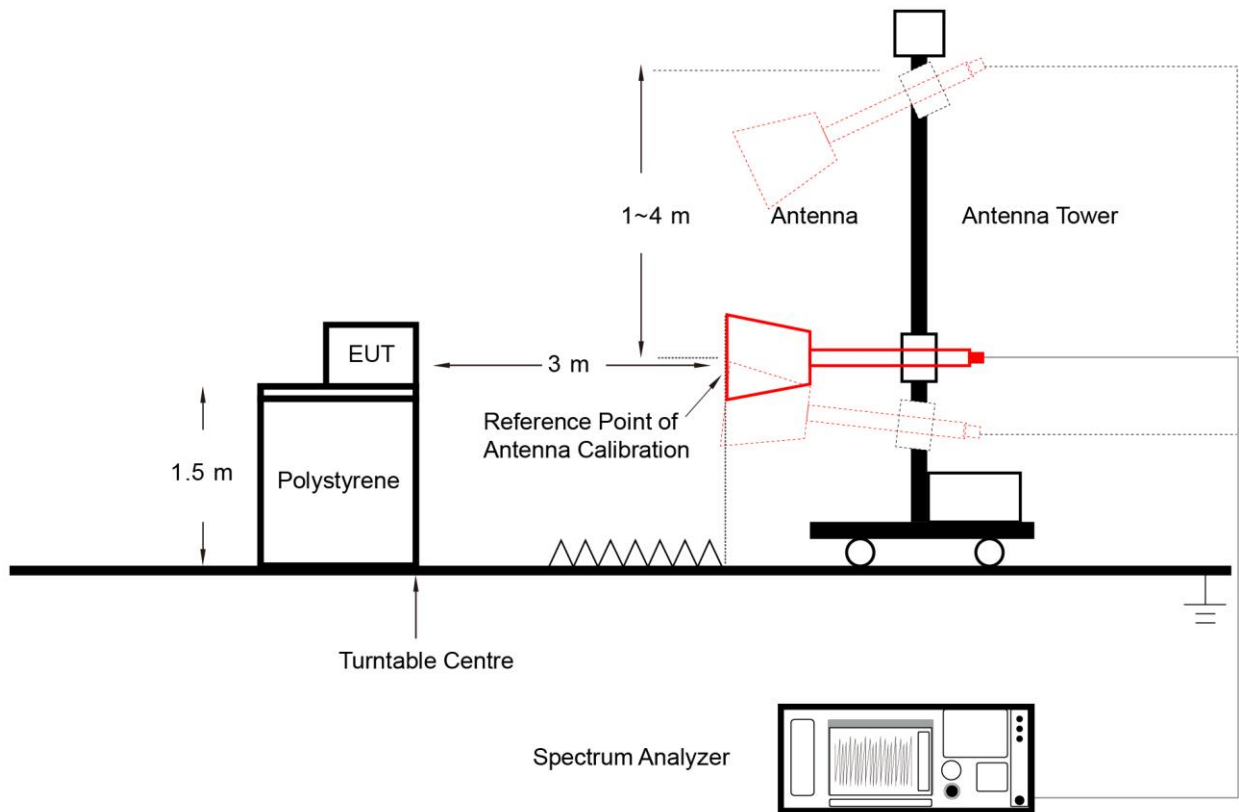 1~4 m
Antenna
Antenna Tower
EUT
3 m
Reference Point of
Antenna Calibration
1.5 m
Polystyrene
Turntable Centre
Spectrum Analyzer